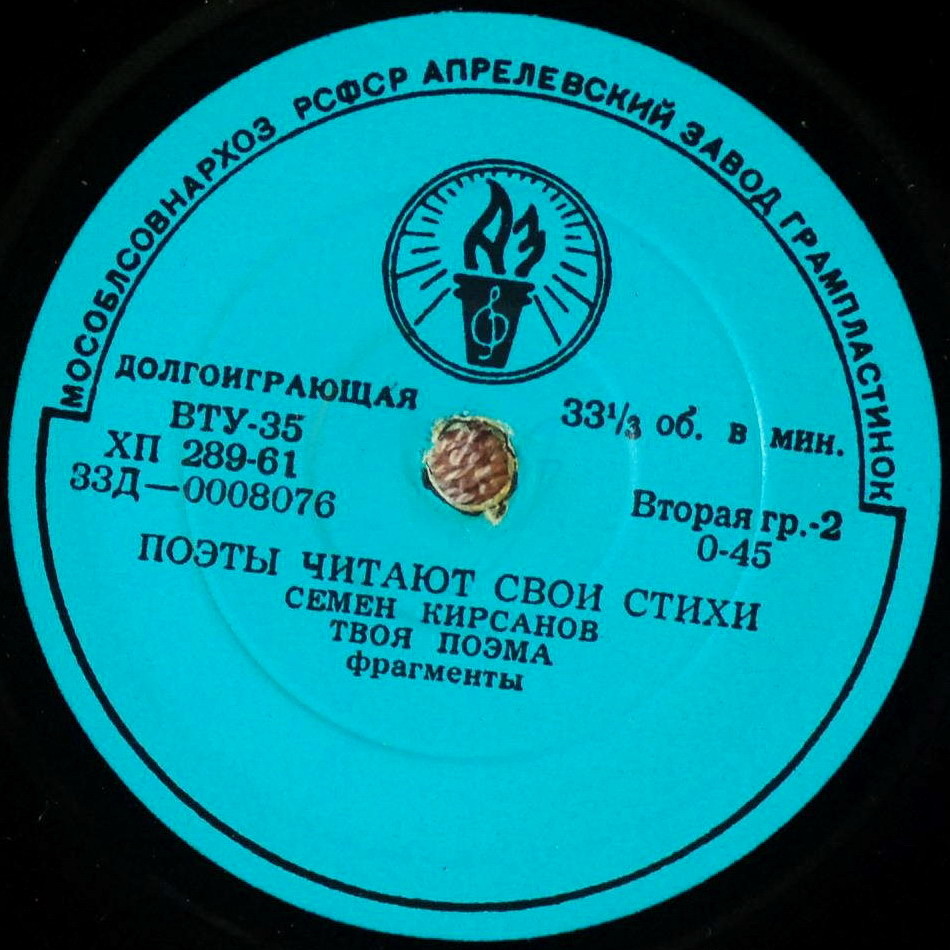 МОСОБЛСОВНАРХОЗ РСФСР АПРЕЛЕВСКИЙ ЗАВОД ГРАМПЛАСТИНОК
АЗ
ДОЛГОИГРАЮЩАЯ
ВТУ-35
ХП 289-61
33Д—0008076
33⅓ об. в мин.
Вторая гр.-2
0-45
ПОЭТЫ ЧИТАЮТ СВОИ СТИХИ
СЕМЕН КИРСАНОВ
ТВОЯ ПОЭМА
фрагменты